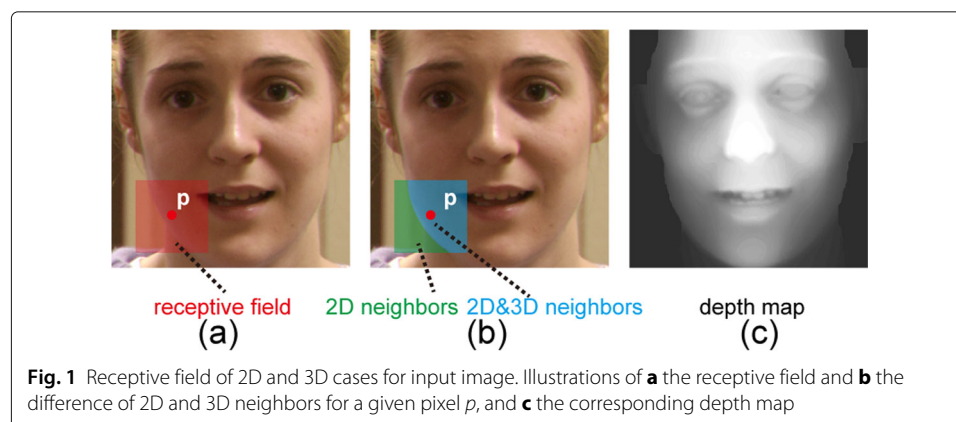 p
p
receptive field
2D neighbors 2D&3D neighbors
depth map
(a)
(b)
(c)
Fig. 1 Receptive field of 2D and 3D cases for input image. Illustrations of a the receptive field and b the
difference of 2D and 3D neighbors for a given pixel p, and c the corresponding depth map